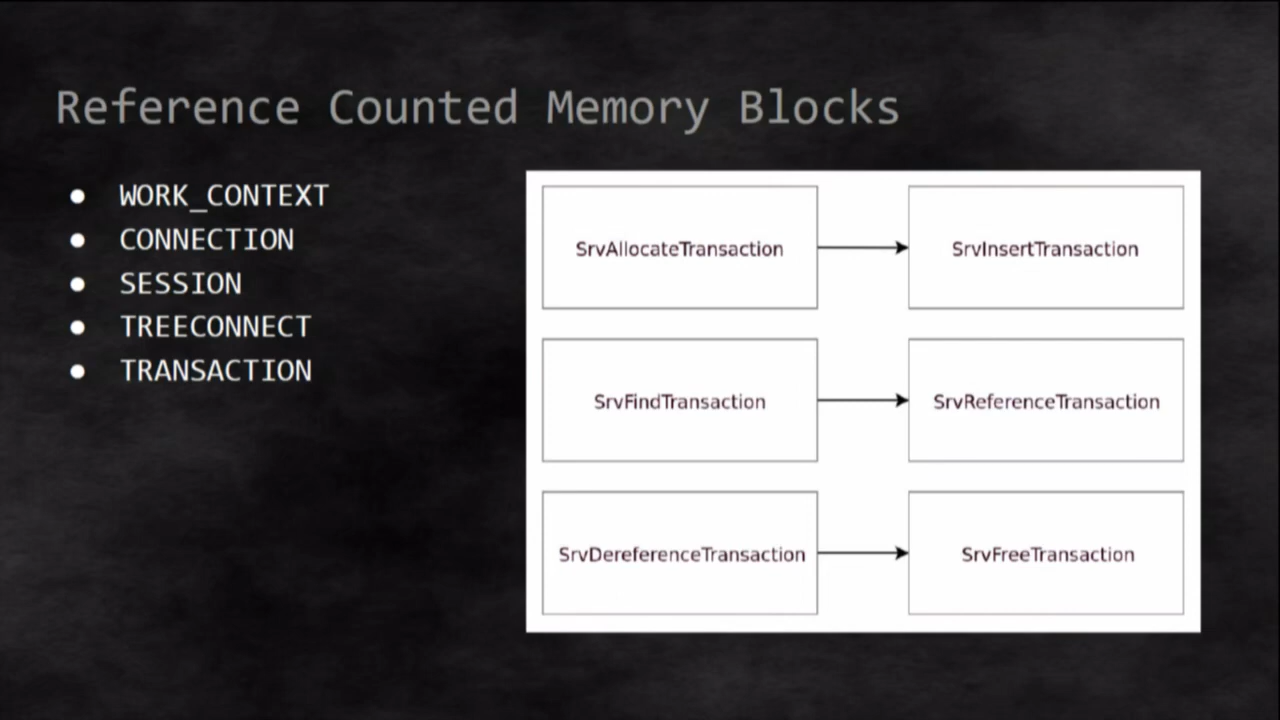 Reference Counted Memory Blocks
● WORK_CONTEXT
● CONNECTION
● SESSION
● TREECONNECT
● TRANSACTION
SrvAllocateTransaction
SrvInsertTransaction
SrvFindTransaction
SrvReferenceTransaction
SrvDereferenceTransaction
SrvFreeTransaction